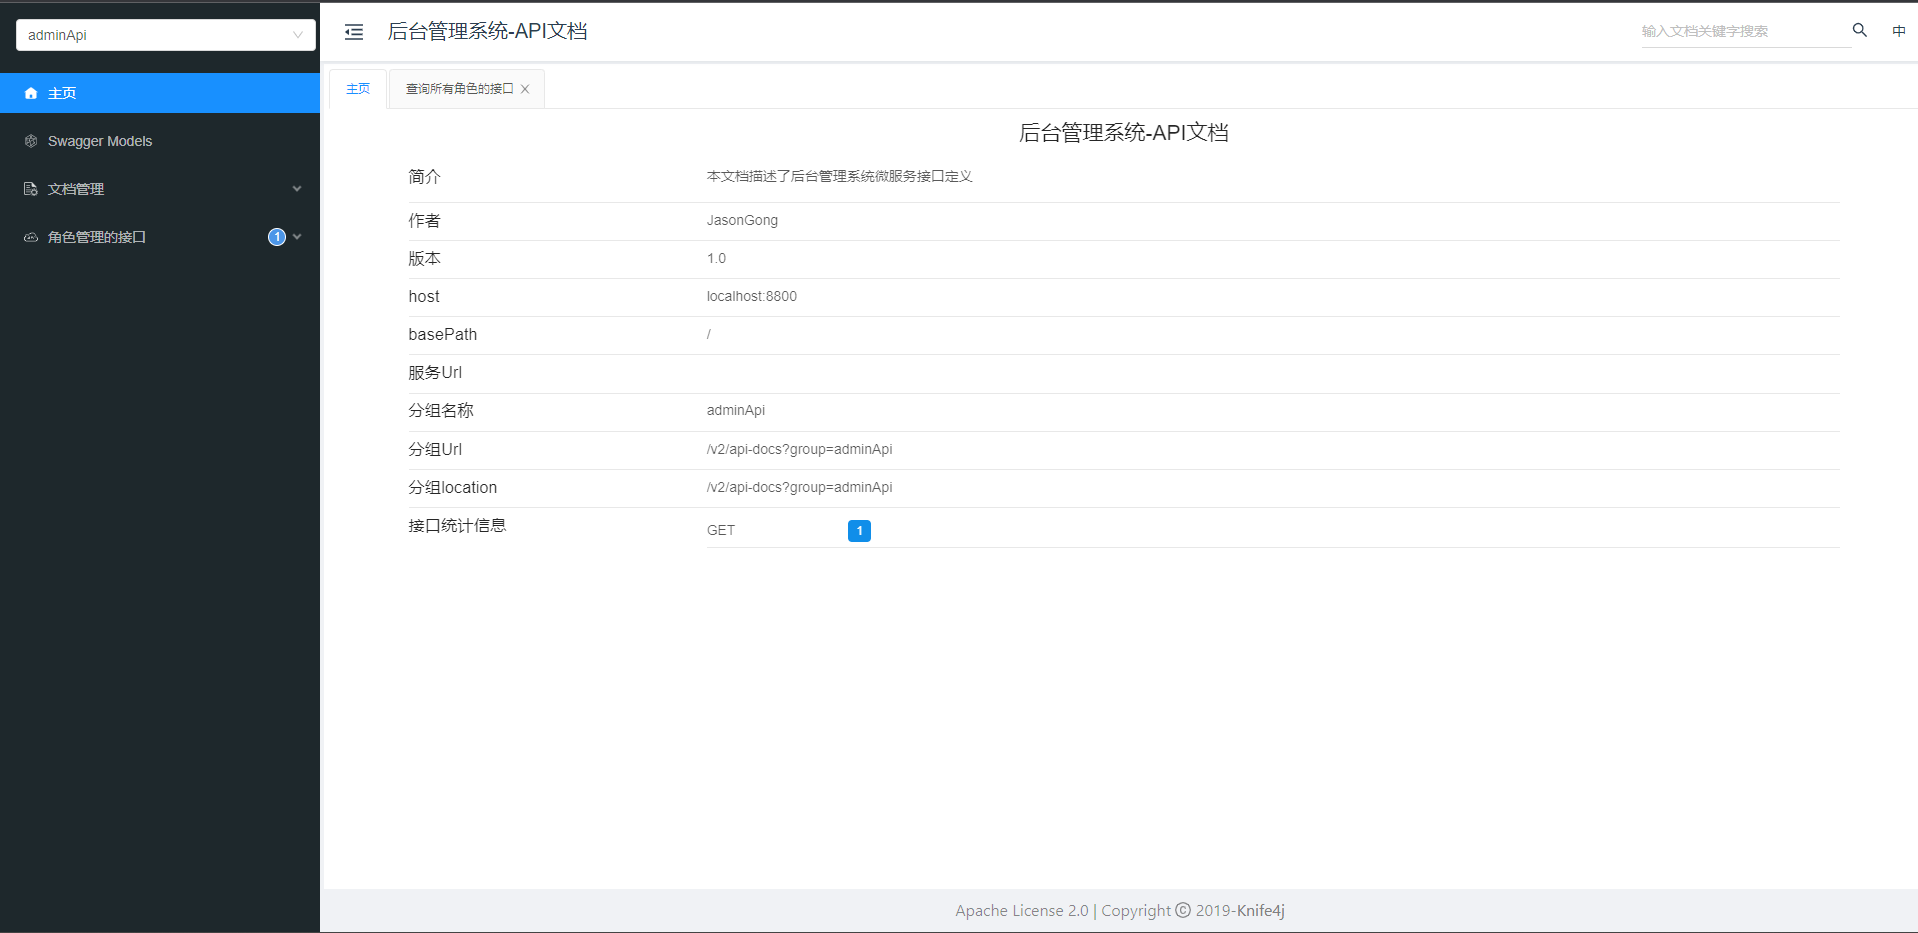 adminApi
后台管理系统-API文档
输入文档关键字搜索
中
主页
Swagger Models
文档管理
角色管理的接口
1
主页
查询所有角色的接口
后台管理系统-API文档
简介 本文档描述了后台管理系统微服务接口定义
作者 JasonGong
版本 1.0
host localhost:8800
basePath /
服务Url
分组名称 adminApi
分组Url /v2/api-docs?group=adminApi
分组location /v2/api-docs?group=adminApi
接口统计信息 GET 1
Apache License 2.0 | Copyright © 2019-Knife4j